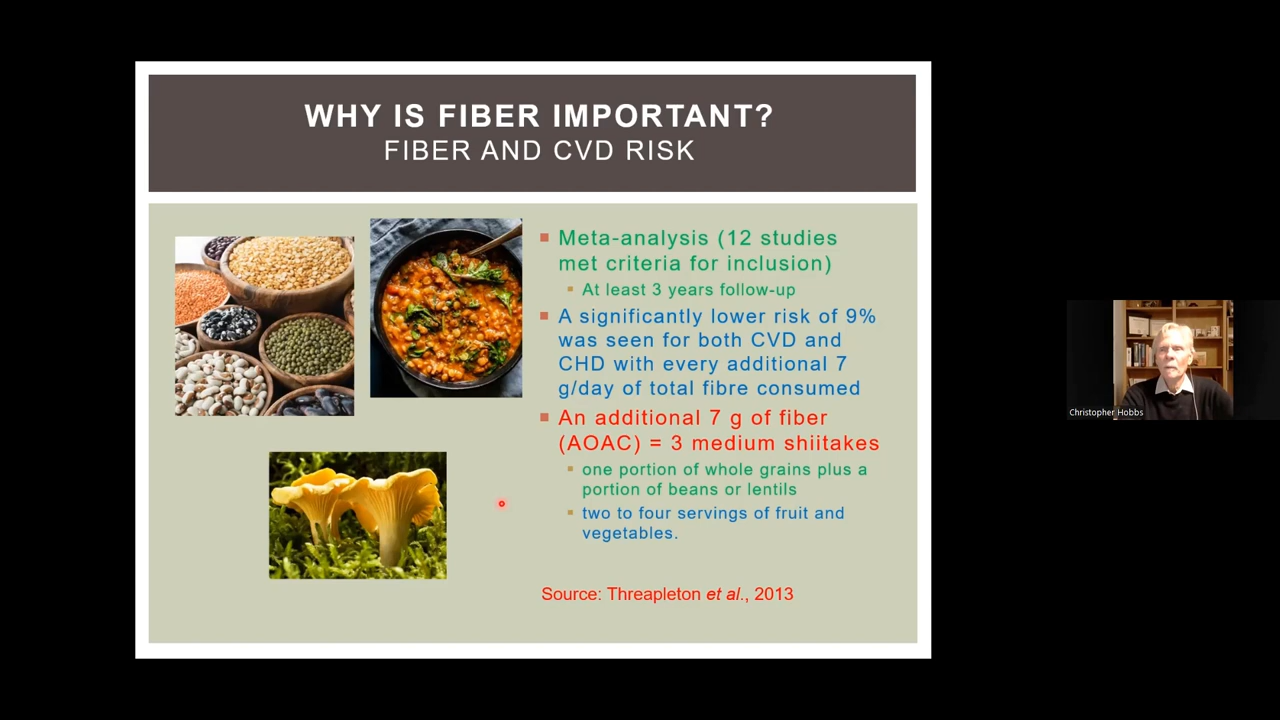 WHY IS FIBER IMPORTANT?
FIBER AND CVD RISK
Meta-analysis (12 studies
met criteria for inclusion)
At least 3 years follow-up
A significantly lower risk of 9%
was seen for both CVD and
CHD with every additional 7
g/day of total fibre consumed
An additional 7 g of fiber
(AOAC) = 3 medium shiitakes
one portion of whole grains plus a
portion of beans or lentils
two to four servings of fruit and
vegetables.
Source: Threapleton et al., 2013
Christopher Hobbs